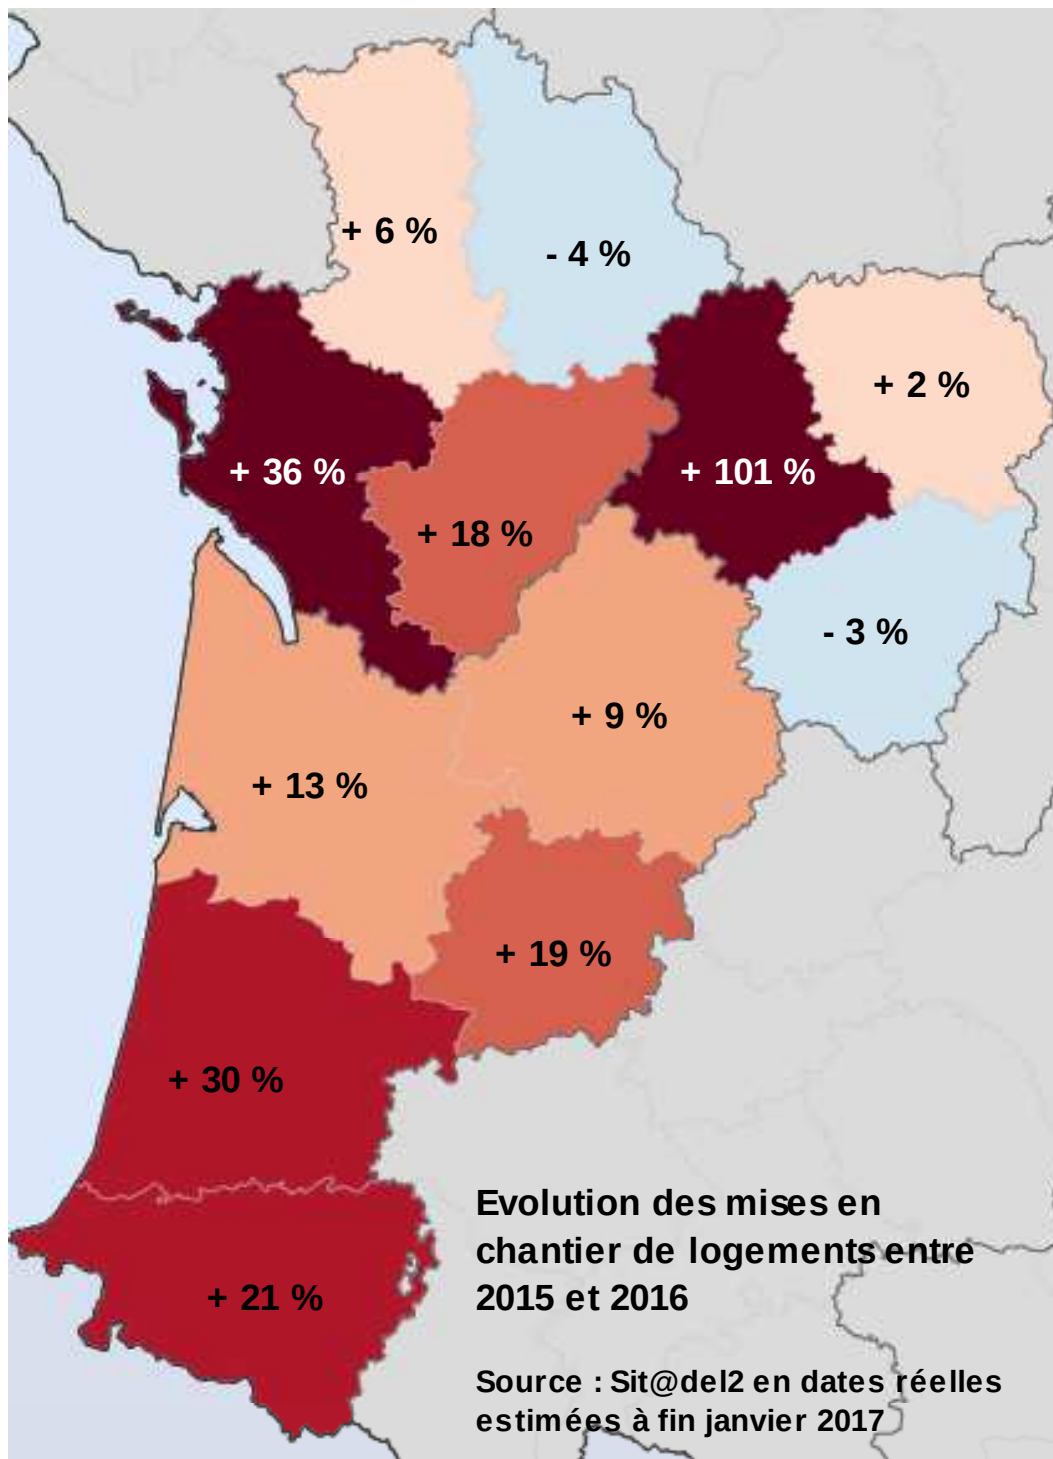 + 6 %
- 4 %
+ 2 %
+ 36 %
+ 101 %
+ 18 %
- 3 %
+ 9 %
+ 13 %
+ 19 %
+ 30 %
+ 21 %
Evolution des mises en
chantier de logements entre
2015 et 2016
Source : Sit@del2 en dates réelles
estimées à fin janvier 2017